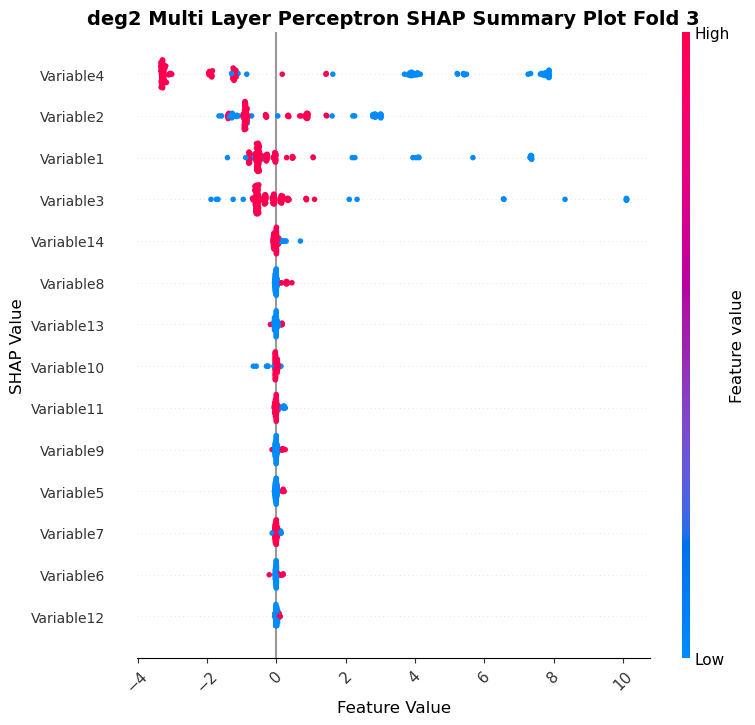 deg2 Multi Layer Perceptron SHAP Summary Plot Fold 3
High
Variable4
Variable2
Variable1
Variable3
Variable14
Variable8
Variable13
Variable10
Variable11
Variable9
Variable5
Variable7
Variable6
Variable12
SHAP Value
Feature value
Low
−4 −2 0 2 4 6 8 10
Feature Value